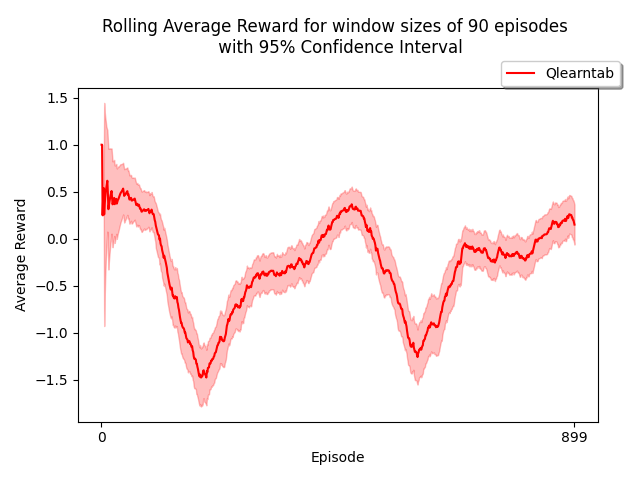 Rolling Average Reward for window sizes of 90 episodes
with 95% Confidence Interval
Qlearntab
1.5
1.0
0.5
0.0
−0.5
−1.0
−1.5
Average Reward
0
899
Episode